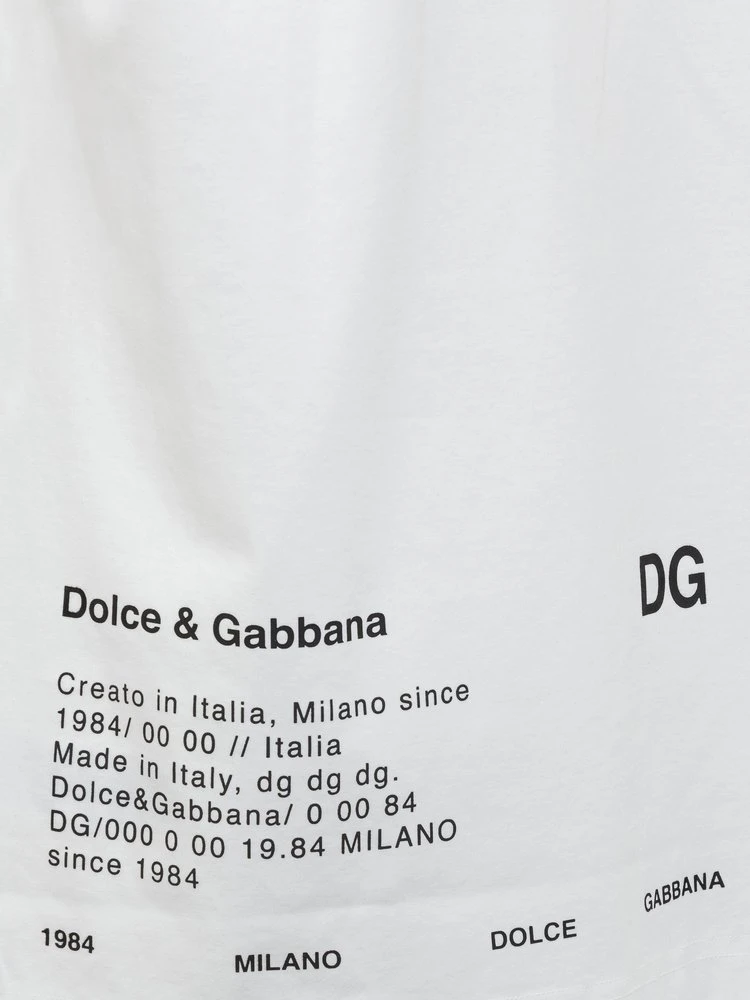 DG
Dolce & Gabbana
Creato in Italia, Milano since
1984/ 00 00 // Italia
Made in Italy, dg dg dg.
Dolce&Gabbana/ 0 00 84
DG/000 0 00 19.84 MILANO
since 1984
1984 MILANO DOLCE GABBANA